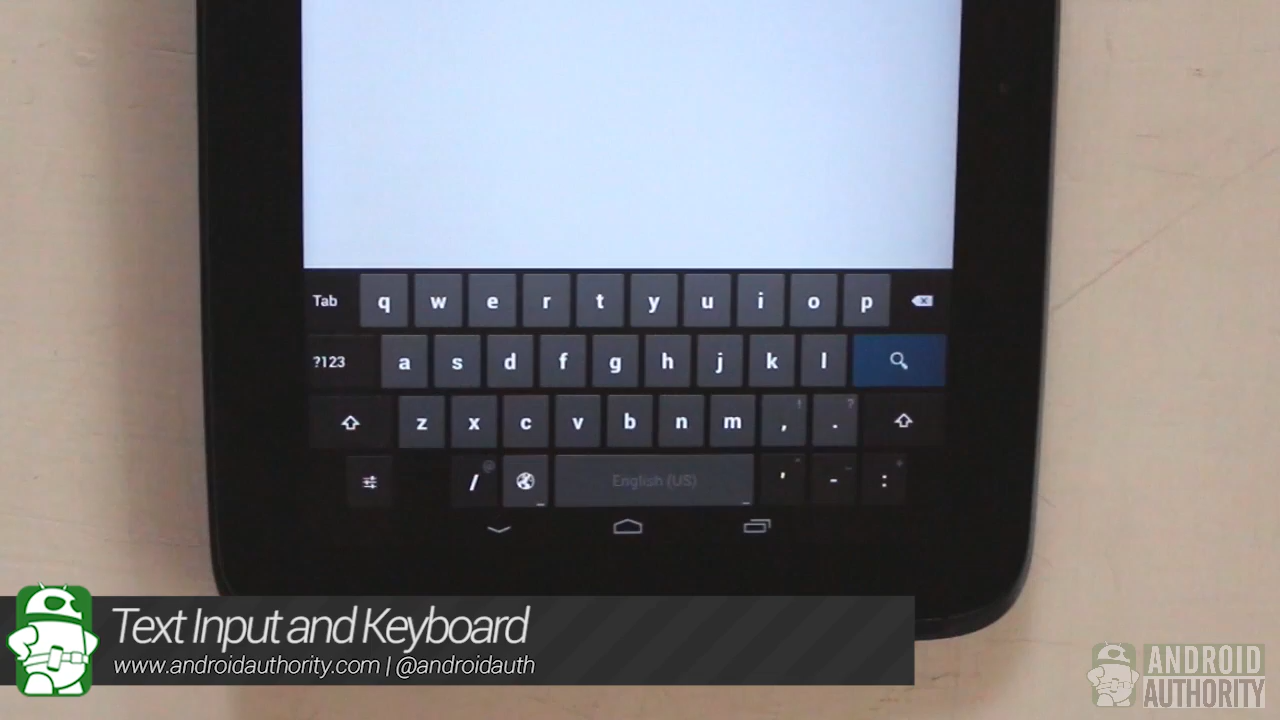 Tab q w e r t y u i o p
?123 a s d f g h j k l
z x c v b n m , ! . ?
/ @ English (US) ' - :
Text Input and Keyboard
www.androidauthority.com | @androidauth
ANDROID
AUTHORITY